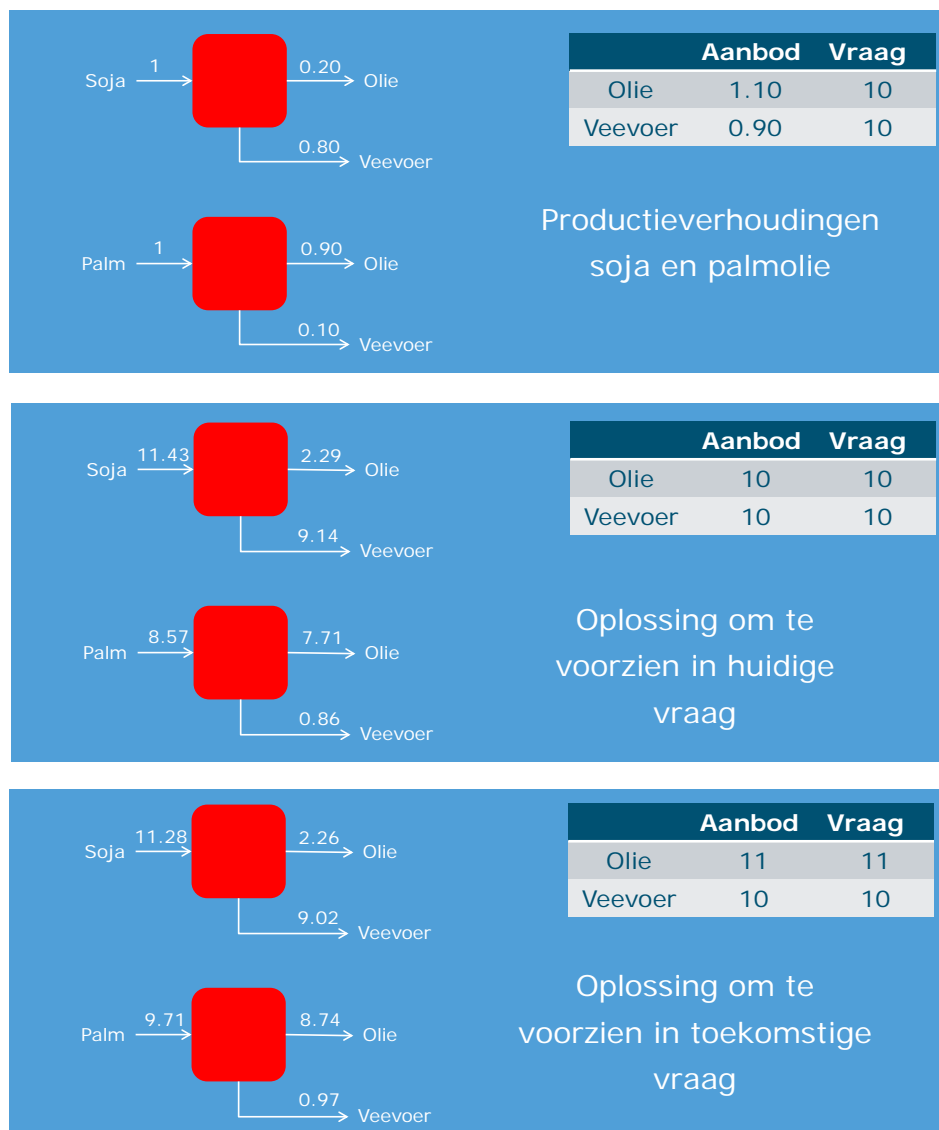 Soja 1 0.20 Olie
0.80 Veevoer
Palm 1 0.90 Olie
0.10 Veevoer
Aanbod Vraag
Olie 1.10 10
Veevoer 0.90 10
Productieverhoudingen
soja en palmolie
Soja 11.43 2.29 Olie
9.14 Veevoer
Palm 8.57 7.71 Olie
0.86 Veevoer
Aanbod Vraag
Olie 10 10
Veevoer 10 10
Oplossing om te
voorzien in huidige
vraag
Soja 11.28 2.26 Olie
9.02 Veevoer
Palm 9.71 8.74 Olie
0.97 Veevoer
Aanbod Vraag
Olie 11 11
Veevoer 10 10
Oplossing om te
voorzien in toekomstige
vraag